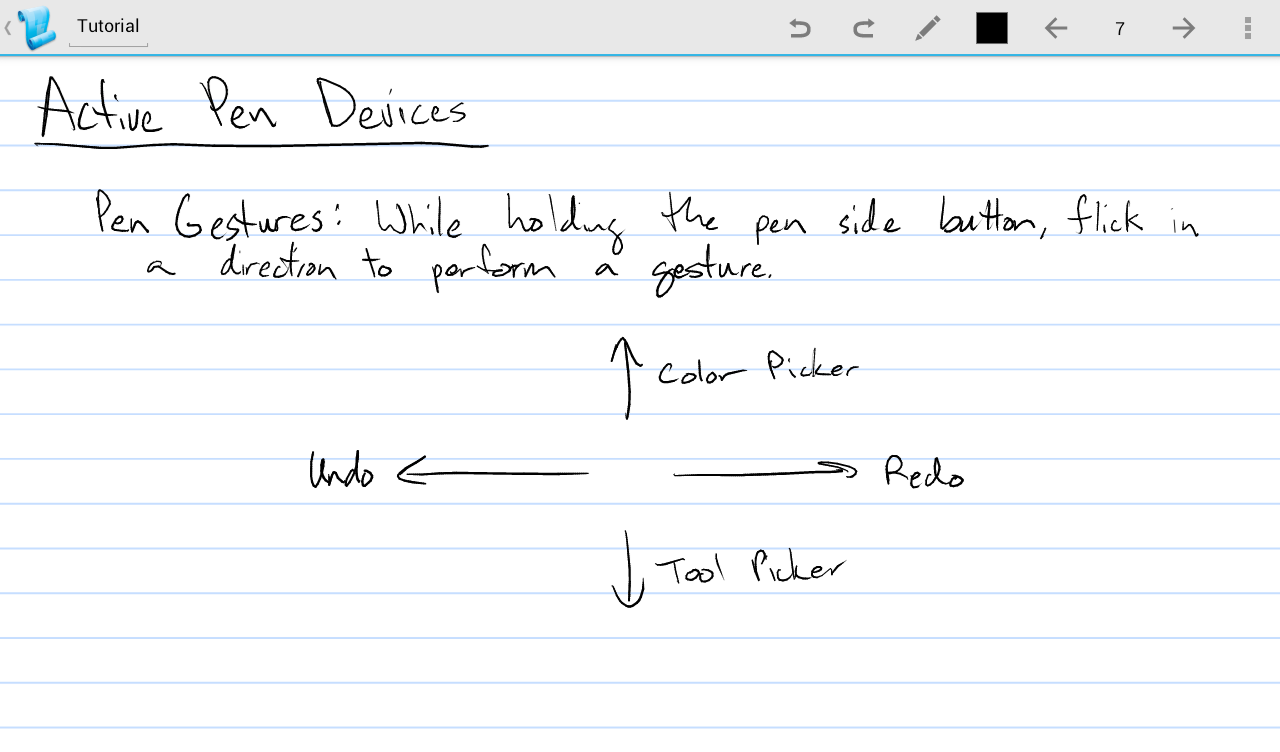 Tutorial
7
Active Pen Devices
Pen Gestures: While holding the pen side button, flick in
a direction to perform a gesture.
Color Picker
Undo
Redo
Tool Picker